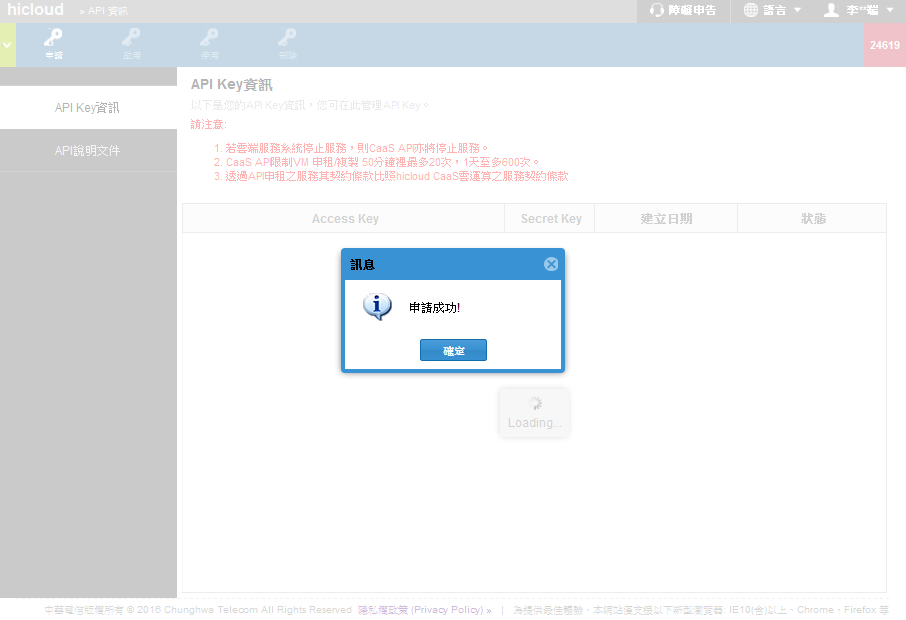 hicloud » API 資訊
障礙申告 語言 李**端
申請 啟用 停用 刪除
24619
API Key資訊
API說明文件
API Key資訊
以下是您的API Key資訊，您可在此管理API Key。
請注意:
1. 若雲端服務系統停止服務，則CaaS API亦將停止服務。
2. CaaS API限制VM 申租/複製 50分鐘裡最多20次，1天至多600次。
3. 透過API申租之服務其契約條款比照hicloud CaaS雲運算之服務契約條款
Access Key Secret Key 建立日期 狀態
訊息
申請成功!
確定
Loading...
中華電信版權所有 © 2016 Chunghwa Telecom All Rights Reserved 隱私權政策 (Privacy Policy) » | 為提供最佳體驗，本網站僅支援以下新型瀏覽器: IE10(含)以上、Chrome、Firefox 等